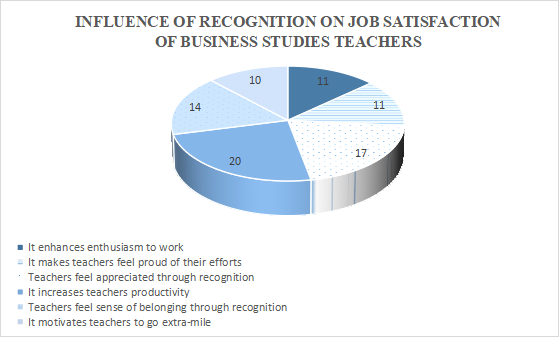 INFLUENCE OF RECOGNITION ON JOB SATISFACTION
OF BUSINESS STUDIES TEACHERS
10
11
14
11
20
17
It enhances enthusiasm to work
It makes teachers feel proud of their efforts
Teachers feel appreciated through recognition
It increases teachers productivity
Teachers feel sense of belonging through recognition
It motivates teachers to go extra-mile